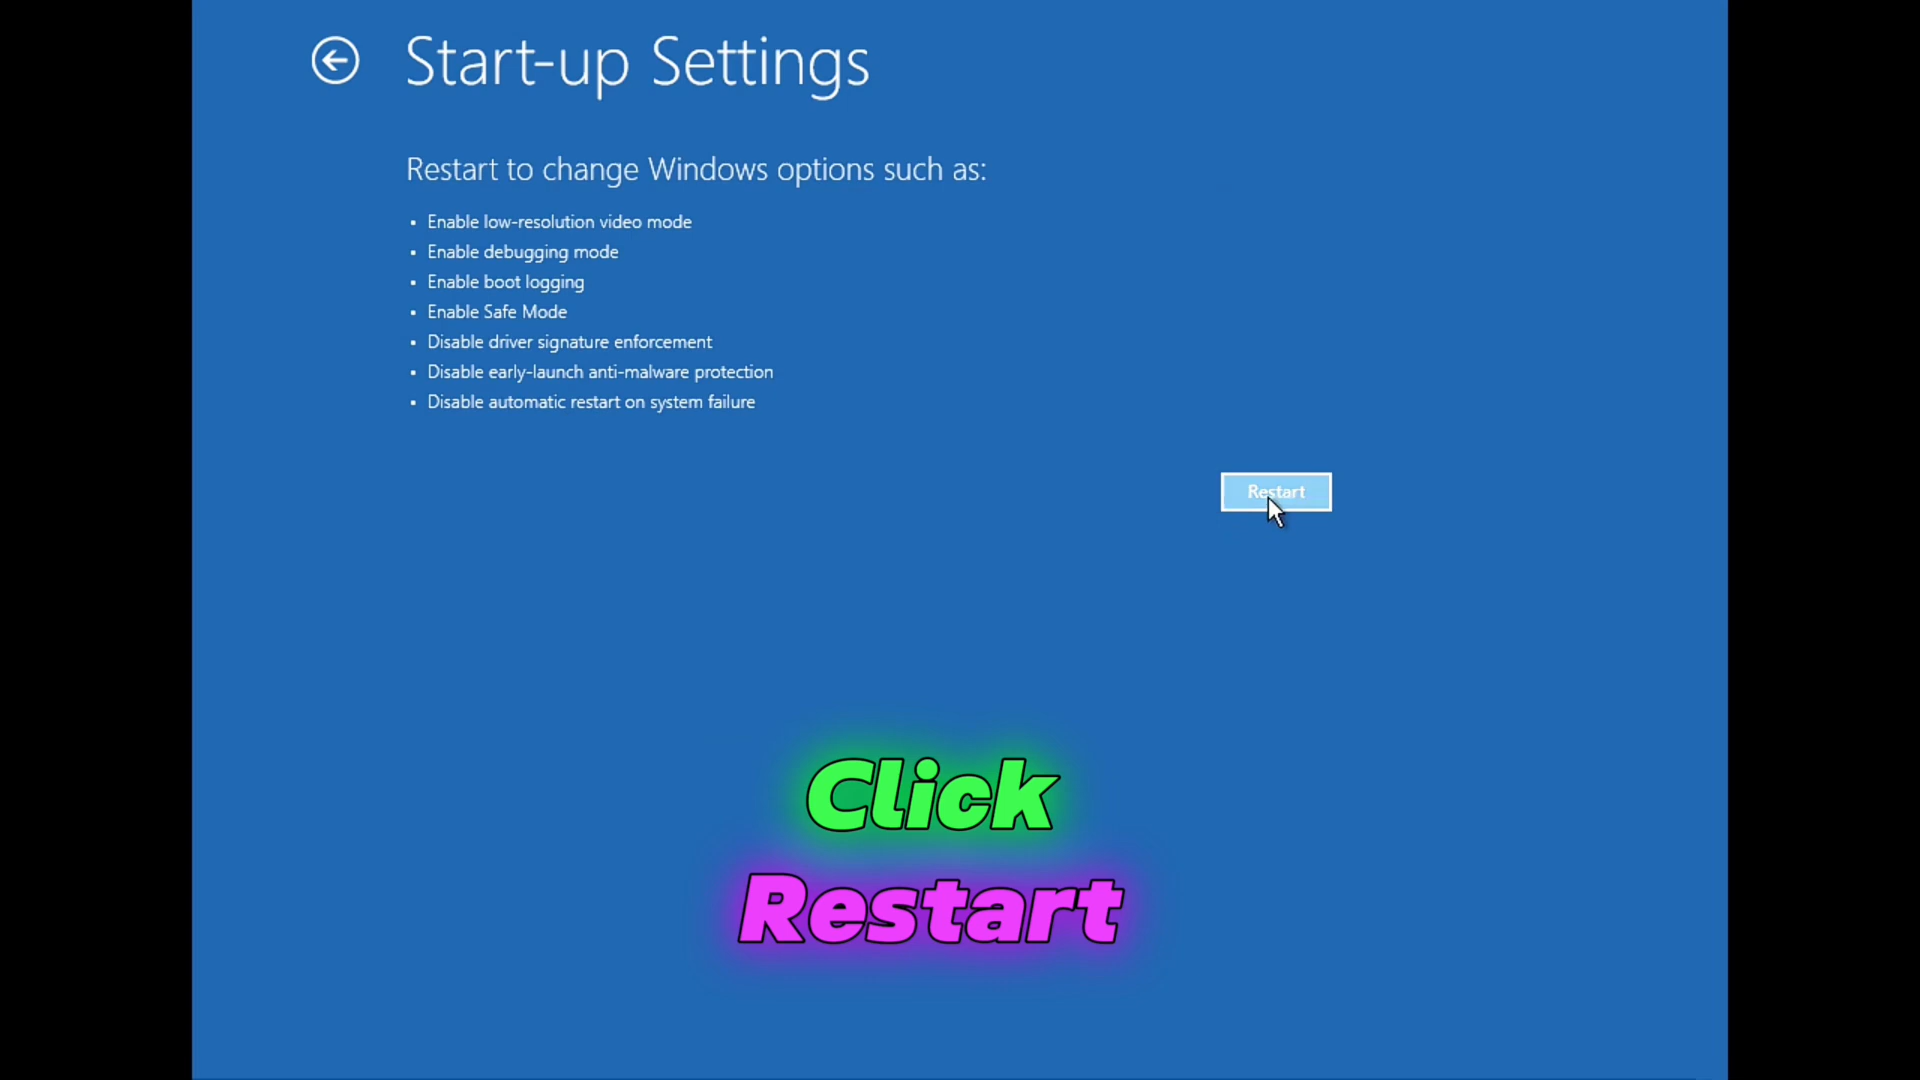 Start-up Settings
Restart to change Windows options such as:
• Enable low-resolution video mode
• Enable debugging mode
• Enable boot logging
• Enable Safe Mode
• Disable driver signature enforcement
• Disable early-launch anti-malware protection
• Disable automatic restart on system failure
Restart
Click
Restart